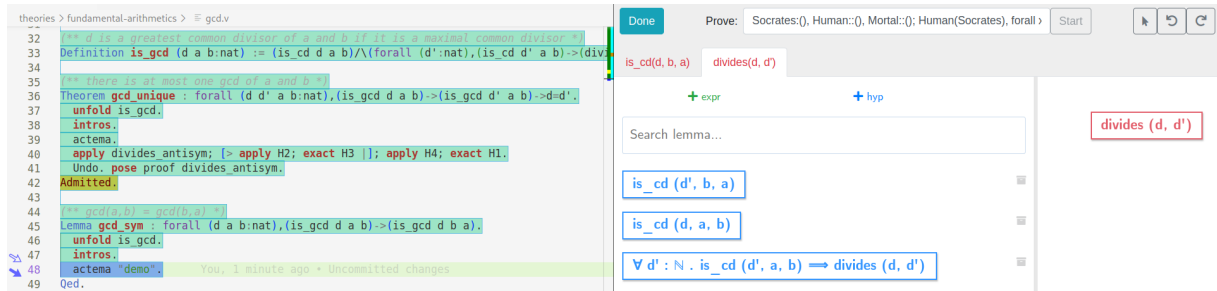 theories > fundamental-arithmetics > gcd.v
32 (** d is a greatest common divisor of a and b if it is a maximal common divisor *)
33 Definition is_gcd (d a b:nat) := (is_cd d a b)/\(forall (d':nat),(is_cd d' a b)->(divi
34
35 (** there is at most one gcd of a and b *)
36 Theorem gcd_unique : forall (d d' a b:nat),(is_gcd d a b)->(is_gcd d' a b)->d=d'.
37 unfold is_gcd.
38 intros.
39 actema.
40 apply divides_antisym; [> apply H2; exact H3 |]; apply H4; exact H1.
41 Undo. pose proof divides_antisym.
42 Admitted.
43
44 (** gcd(a,b) = gcd(b,a) *)
45 Lemma gcd_sym : forall (d a b:nat),(is_gcd d a b)->(is_gcd d b a).
46 unfold is_gcd.
47 intros.
48 actema "demo". You, 1 minute ago • Uncommitted changes
49 Qed.
Done Prove: Socrates:(), Human::(), Mortal::(); Human(Socrates), forall Start
is_cd(d, b, a) divides(d, d')
+ expr + hyp
Search lemma...
is_cd (d', b, a)
is_cd (d, a, b)
∀ d' : ℕ . is_cd (d', a, b) ⟹ divides (d, d')
divides (d, d')